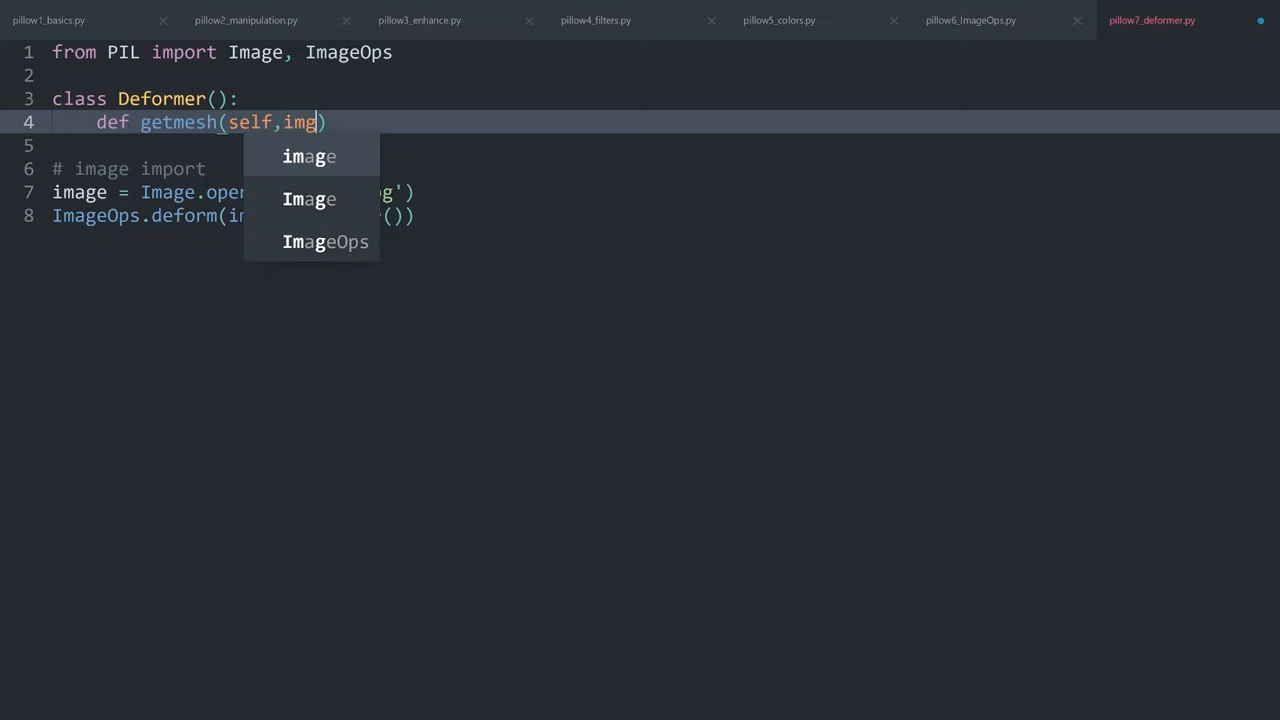 pillow1_basics.py
pillow2_manipulation.py
pillow3_enhance.py
pillow4_filters.py
pillow5_colors.py
pillow6_ImageOps.py
pillow7_deformer.py
1 from PIL import Image, ImageOps
2
3 class Deformer():
4 def getmesh(self,img)
image
5
6 # image import
Image
7 image = Image.open g')
8 ImageOps.deform(i ())
ImageOps